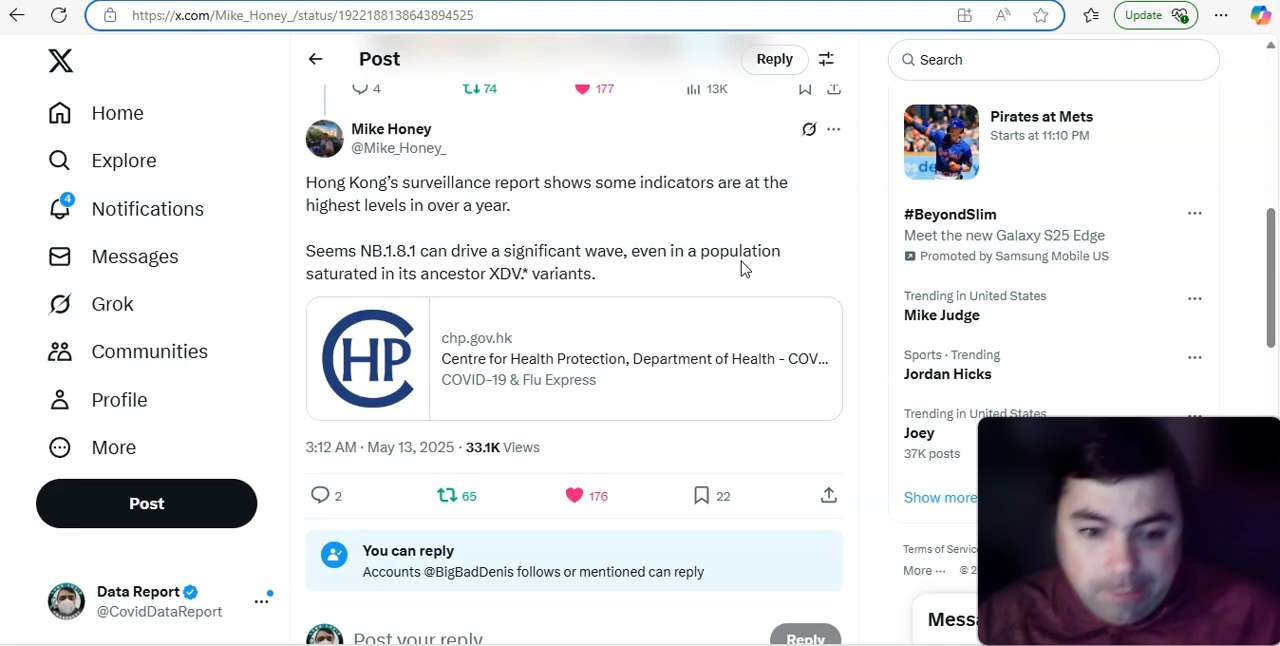 https://x.com/Mike_Honey_/status/1922188138643894525
Update
Home
Explore
4
Notifications
Messages
Grok
Communities
Profile
More
Post
Data Report
@CovidDataReport
Post
Reply
4
74
177
13K
Mike Honey
@Mike_Honey_
Hong Kong's surveillance report shows some indicators are at the
highest levels in over a year.
Seems NB.1.8.1 can drive a significant wave, even in a population
saturated in its ancestor XDV.* variants.
CHP
chp.gov.hk
Centre for Health Protection, Department of Health - COV...
COVID-19 & Flu Express
3:12 AM · May 13, 2025 · 33.1K Views
2
65
176
22
You can reply
Accounts @BigBadDenis follows or mentioned can reply
Post your reply
Reply
Search
Pirates at Mets
Starts at 11:10 PM
#BeyondSlim
Meet the new Galaxy S25 Edge
Promoted by Samsung Mobile US
Trending in United States
Mike Judge
Sports · Trending
Jordan Hicks
Trending in United States
Joey
37K posts
Show more
Terms of Servic
More ··· © 2
Messa